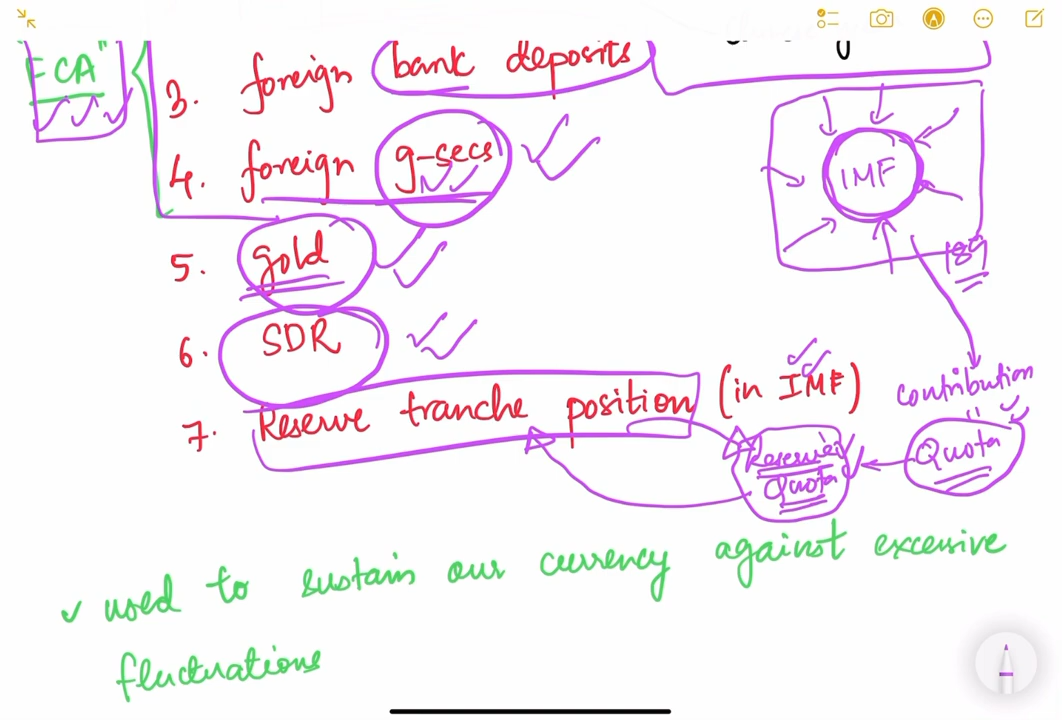 FCA"
3. foreign bank deposits
4. foreign g-secs
IMF
5. gold
189
6. SDR
7. Reserve tranche position (in IMF)
contribution
"
Quota
Reserved
Quota
✓ used to sustain our currency against excessive
fluctuations